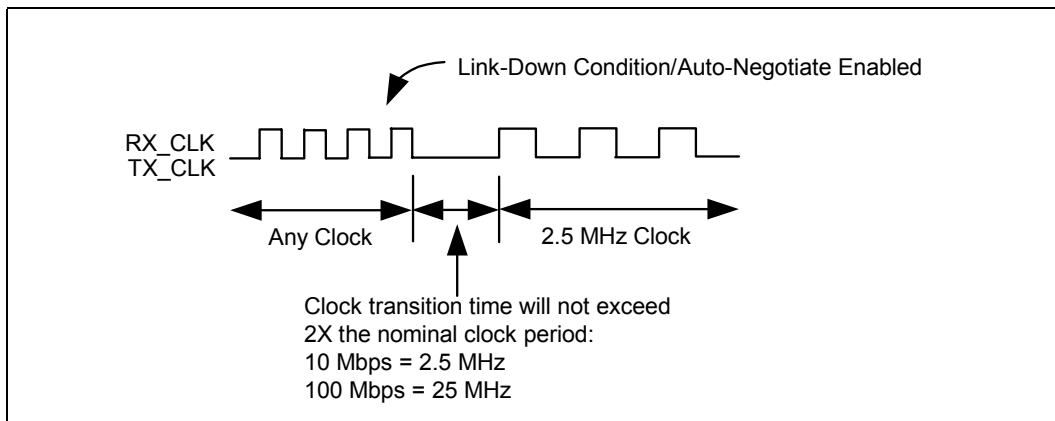 Link-Down Condition/Auto-Negotiate Enabled
RX_CLK
TX_CLK
Any Clock
2.5 MHz Clock
Clock transition time will not exceed
2X the nominal clock period:
10 Mbps = 2.5 MHz
100 Mbps = 25 MHz